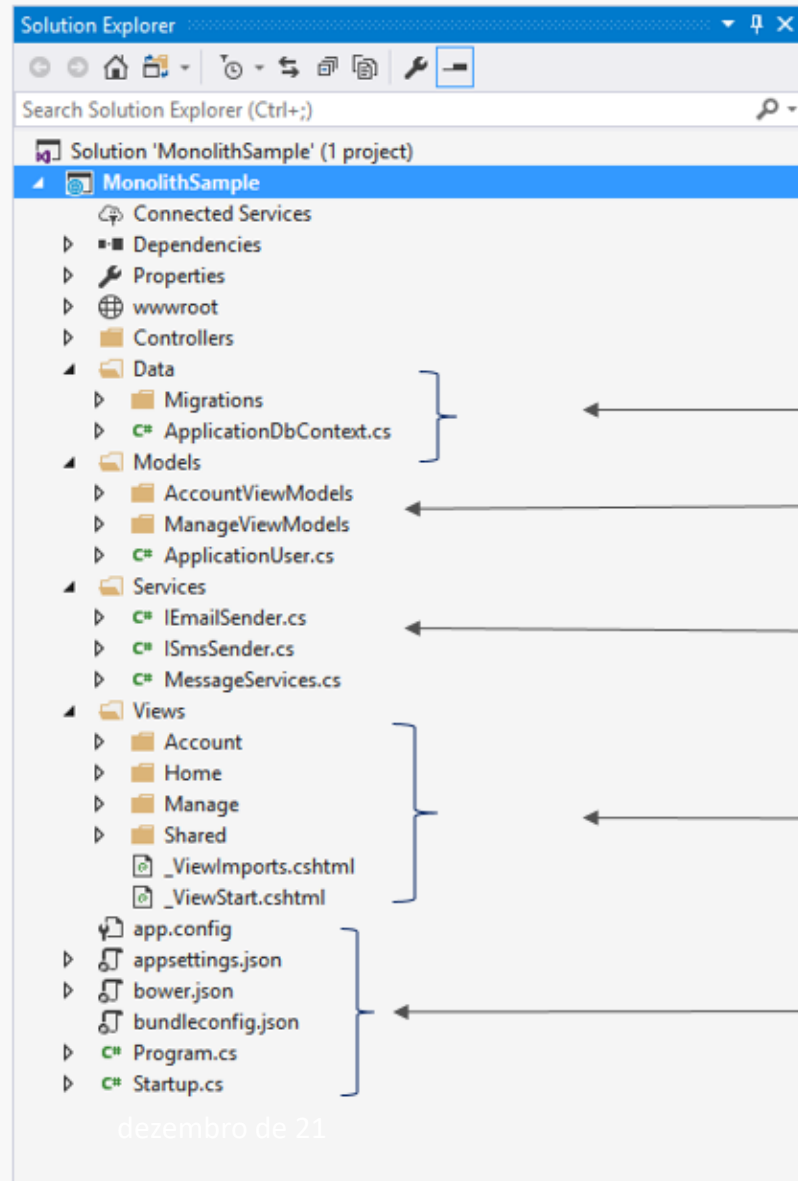 Solution Explorer
Search Solution Explorer (Ctrl+;)
Solution 'MonolithSample' (1 project)
MonolithSample
Connected Services
Dependencies
Properties
wwwroot
Controllers
Data
Migrations
C# ApplicationDbContext.cs
Models
AccountViewModels
ManageViewModels
C# ApplicationUser.cs
Services
C# IEmailSender.cs
C# ISmsSender.cs
C# MessageServices.cs
Views
Account
Home
Manage
Shared
_ViewImports.cshtml
_ViewStart.cshtml
app.config
appsettings.json
bower.json
bundleconfig.json
C# Program.cs
C# Startup.cs
dezembro de 21